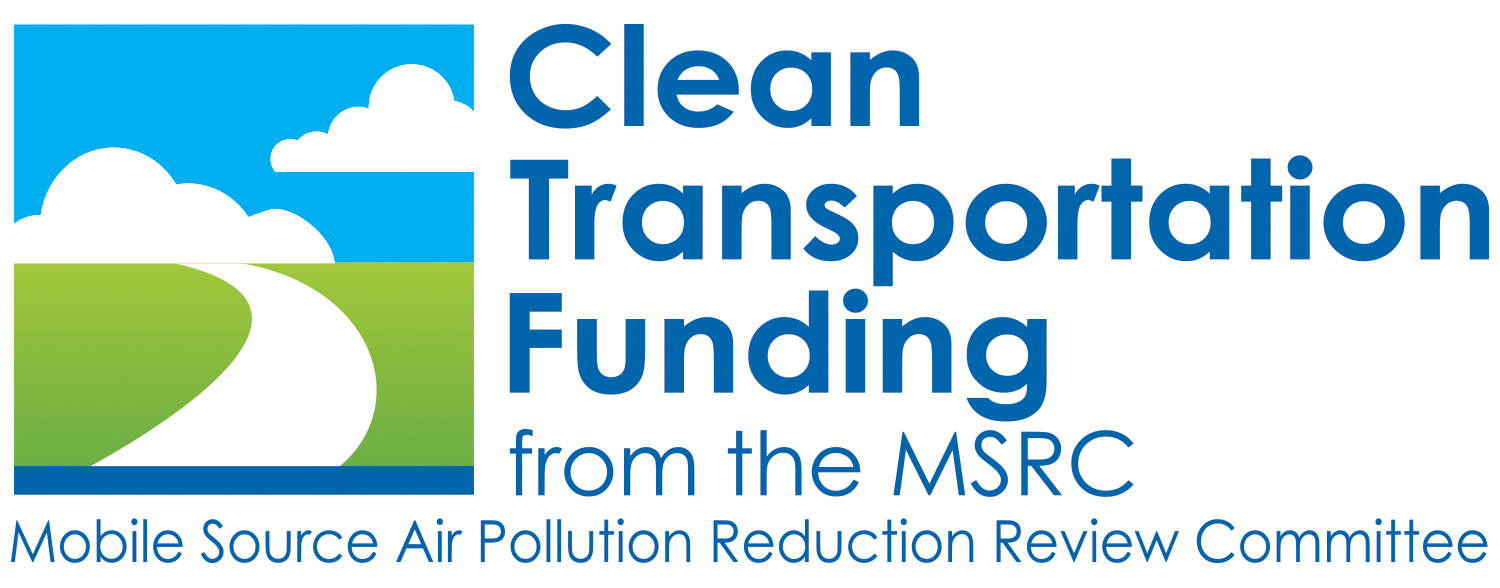 Clean
Transportation
Funding
from the MSRC
Mobile Source Air Pollution Reduction Review Committee